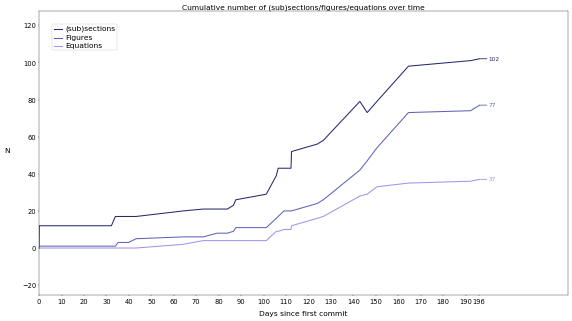 Cumulative number of (sub)sections/figures/equations over time
120
(sub)sections
Figures
Equations
100
102
80
77
60
N
40
37
20
0
−20
0 10 20 30 40 50 60 70 80 90 100 110 120 130 140 150 160 170 180 190 196
Days since first commit